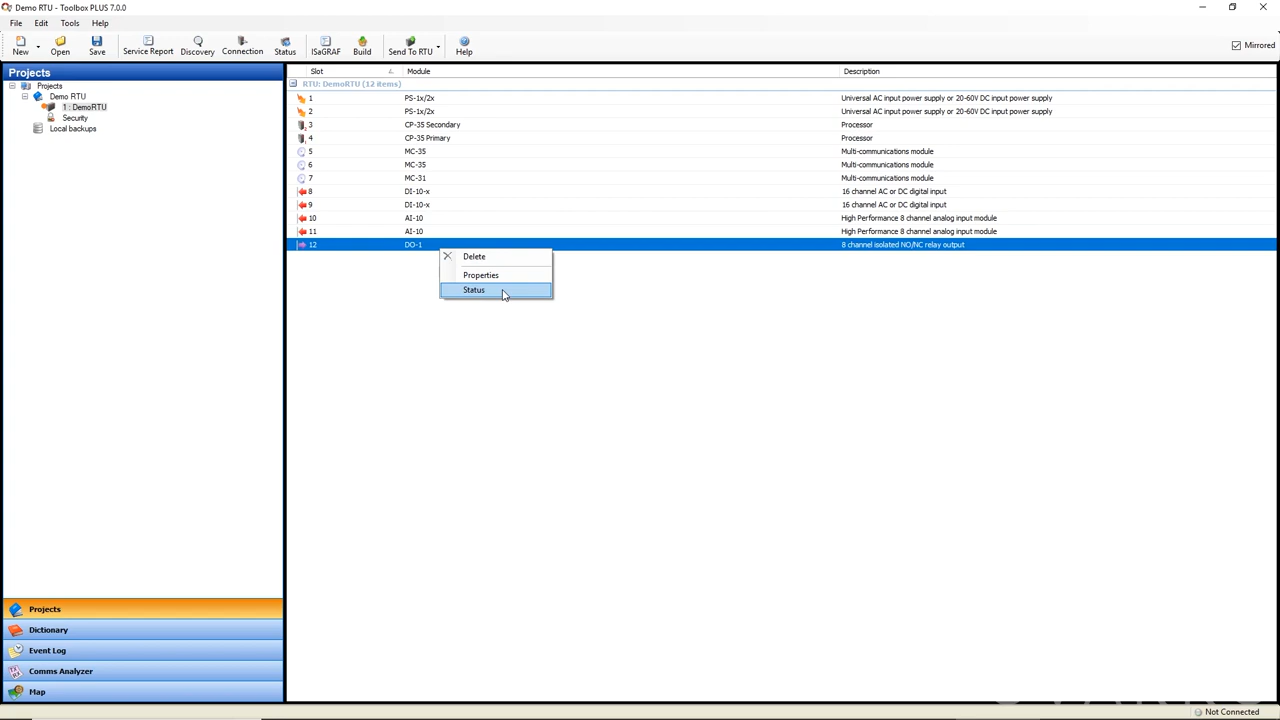 Demo RTU - Toolbox PLUS 7.0.0
File Edit Tools Help
New Open Save Service Report Discovery Connection Status IsaGRAF Build Send To RTU Help Mirrored
Projects
Projects
Demo RTU
1 : DemoRTU
Security
Local backups
Slot Module Description
RTU: DemoRTU (12 items)
1 PS-1x/2x Universal AC input power supply or 20-60V DC input power supply
2 PS-1x/2x Universal AC input power supply or 20-60V DC input power supply
3 CP-35 Secondary Processor
4 CP-35 Primary Processor
5 MC-35 Multi-communications module
6 MC-35 Multi-communications module
7 MC-31 Multi-communications module
8 DI-10-x 16 channel AC or DC digital input
9 DI-10-x 16 channel AC or DC digital input
10 AI-10 High Performance 8 channel analog input module
11 AI-10 High Performance 8 channel analog input module
12 DO-1 8 channel isolated NO/NC relay output
Delete
Properties
Status
Projects
Dictionary
Event Log
Comms Analyzer
Map
Not Connected